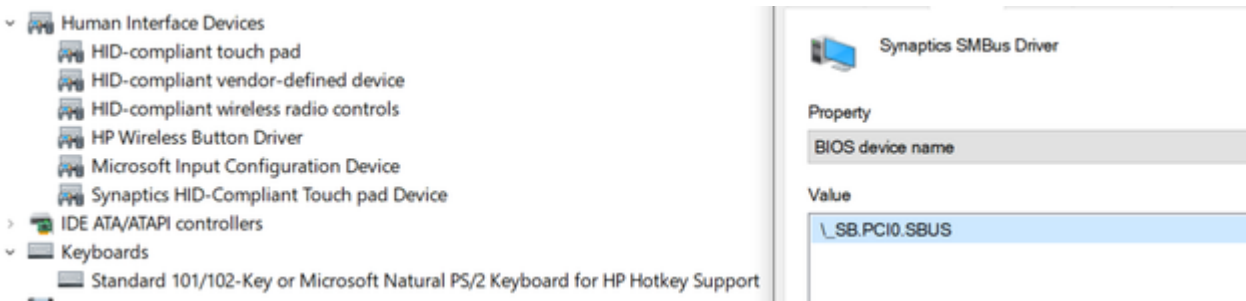 Human Interface Devices
HID-compliant touch pad
HID-compliant vendor-defined device
HID-compliant wireless radio controls
HP Wireless Button Driver
Microsoft Input Configuration Device
Synaptics HID-Compliant Touch pad Device
IDE ATA/ATAPI controllers
Keyboards
Standard 101/102-Key or Microsoft Natural PS/2 Keyboard for HP Hotkey Support
Synaptics SMBus Driver
Property
BIOS device name
Value
\_SB.PCI0.SBUS